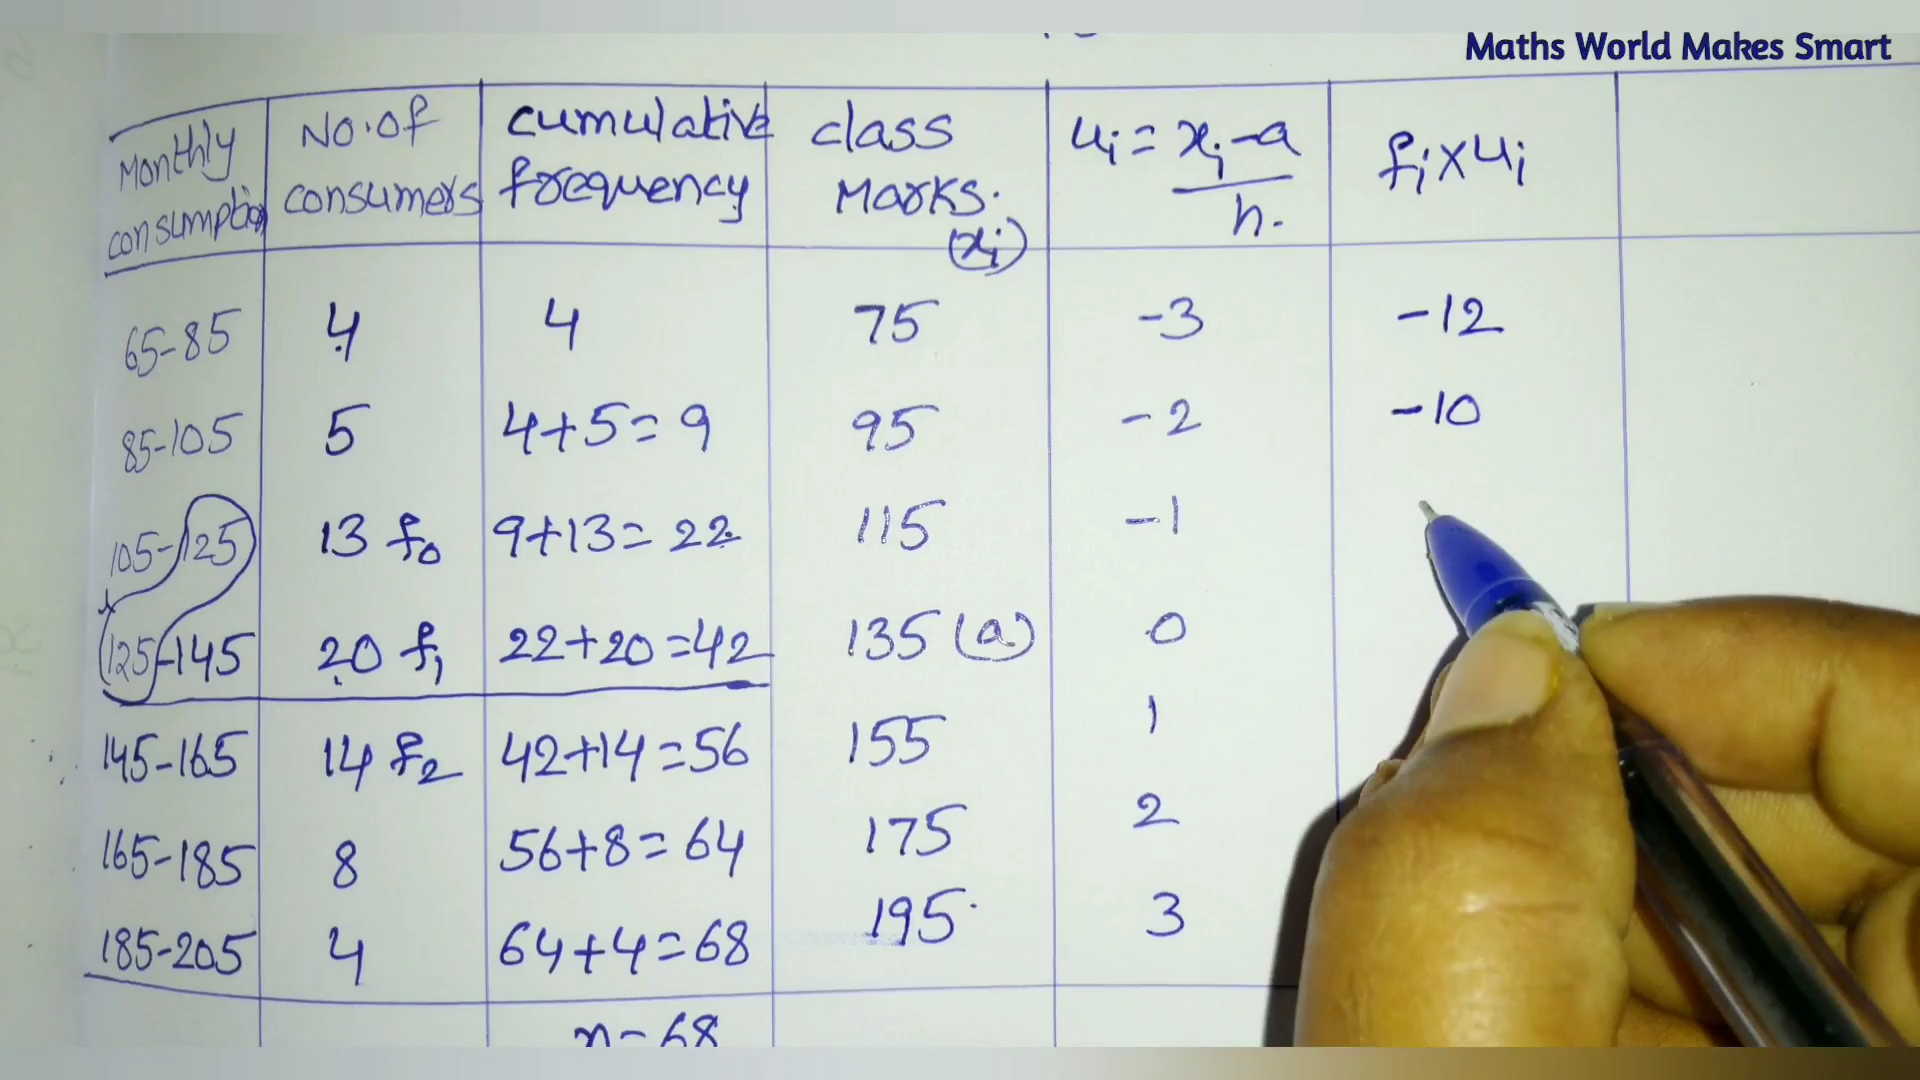 Maths World Makes Smart
Monthly consumption
No. of consumers
cumulative frequency
class Marks. (xi)
ui = xi - a / h.
fi x ui
65-85 4 4 75 -3 -12
85-105 5 4+5=9 95 -2 -10
105-125 13 f0 9+13=22 115 -1
125-145 20 f1 22+20=42 135 (a) 0
145-165 14 f2 42+14=56 155 1
165-185 8 56+8=64 175 2
185-205 4 64+4=68 195 3
n=68